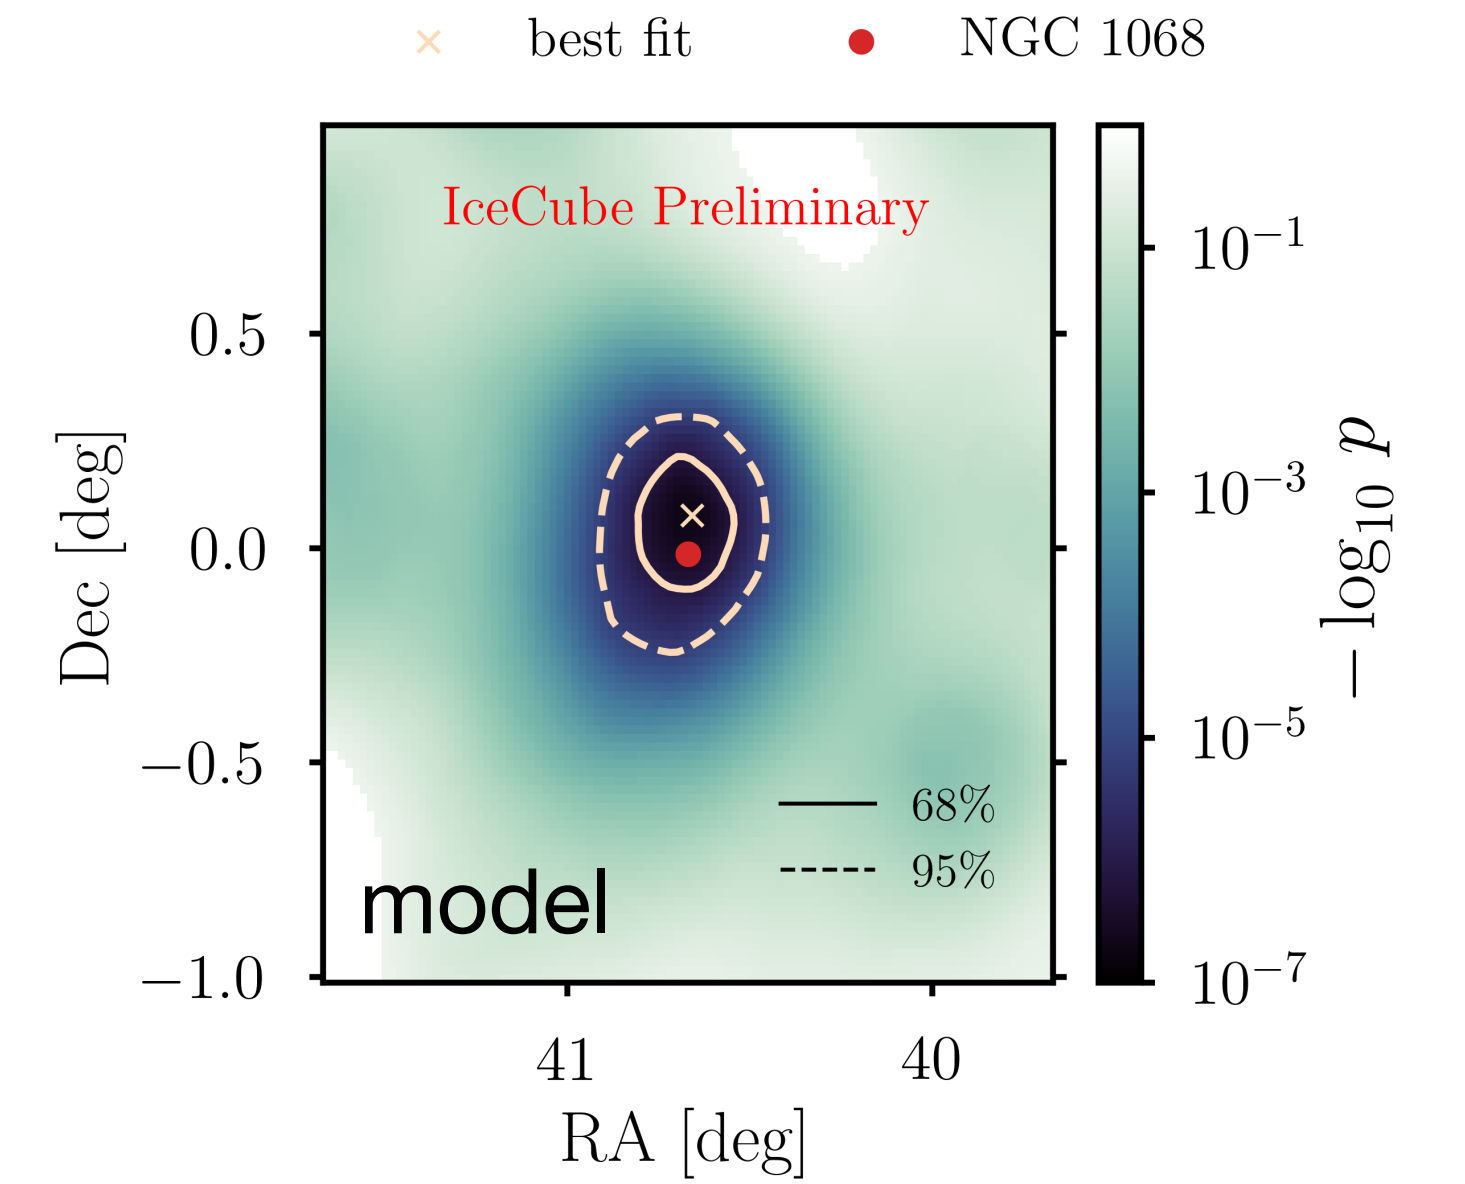 best fit NGC 1068
IceCube Preliminary
0.5
0.0
−0.5
−1.0
Dec [deg]
68%
95%
model
41 40
RA [deg]
10⁻¹
10⁻³
10⁻⁵
10⁻⁷
− log₁₀ p